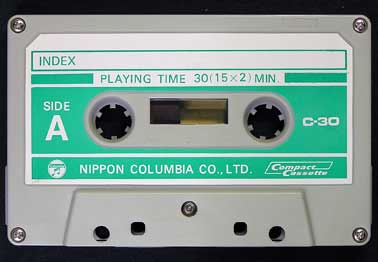 INDEX
PLAYING TIME 30(15×2)MIN.
SIDE
A
C-30
NIPPON COLUMBIA CO., LTD.
Compact
Cassette